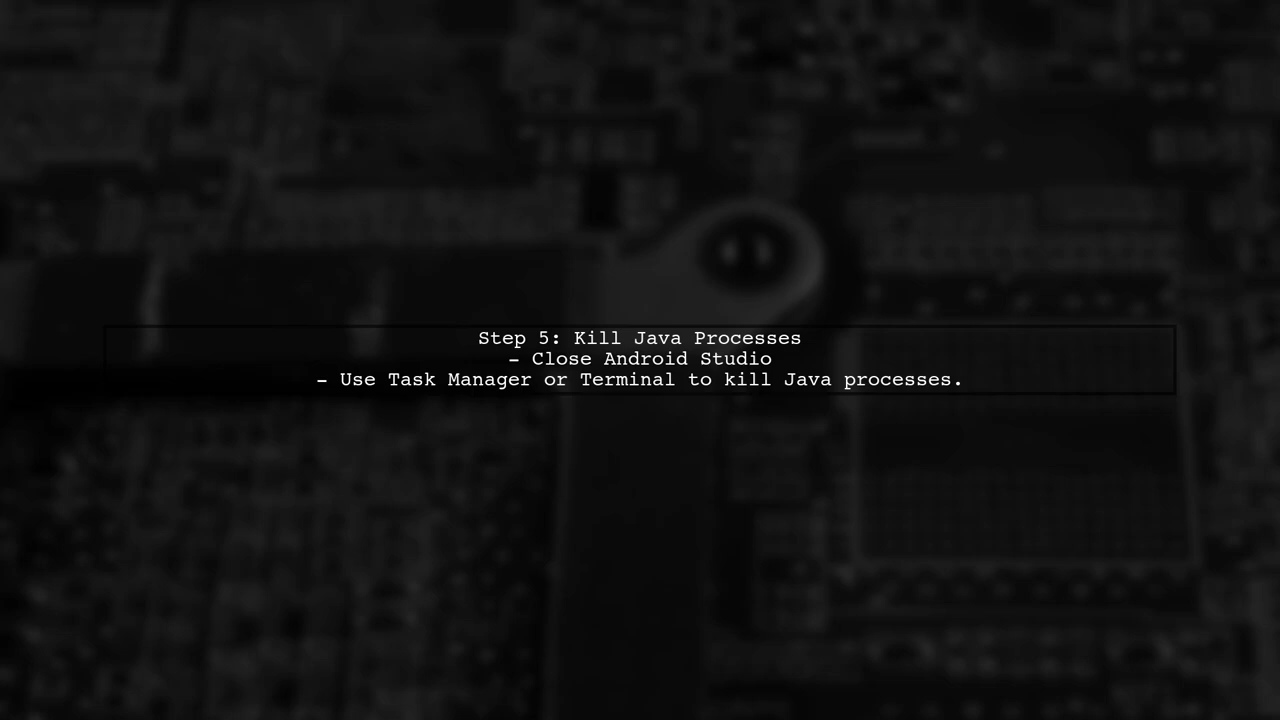 Step 5: Kill Java Processes
- Close Android Studio
- Use Task Manager or Terminal to kill Java processes.